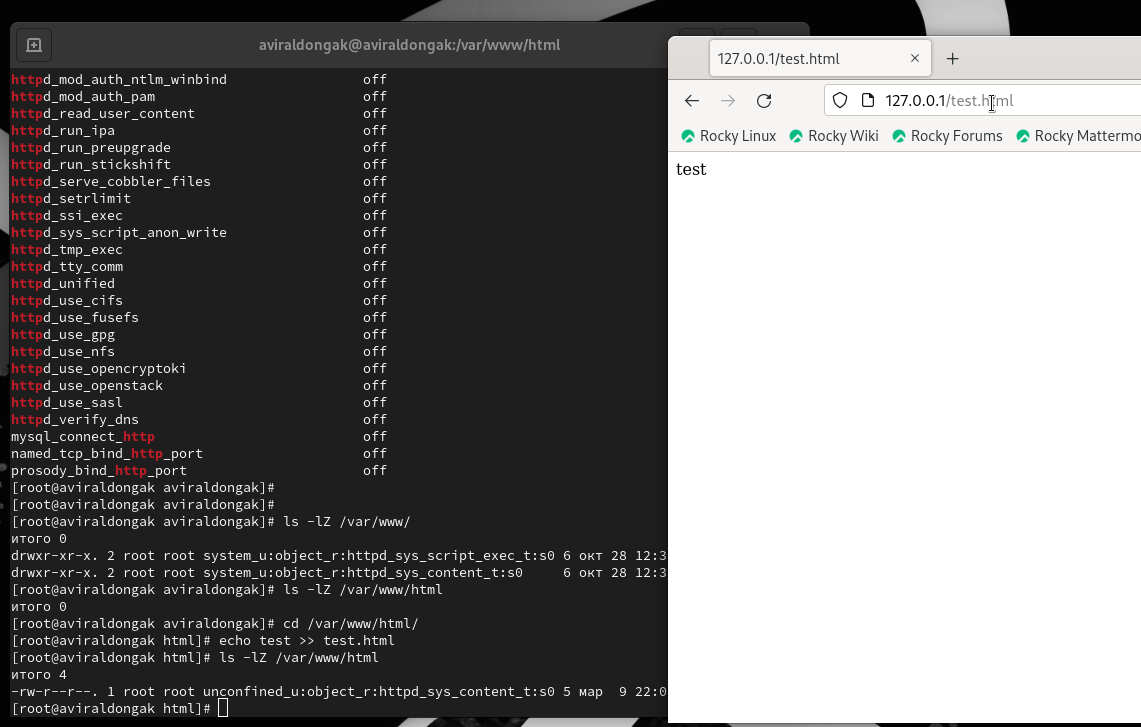 aviraldongak@aviraldongak:/var/www/html
httpd_mod_auth_ntlm_winbind off
httpd_mod_auth_pam off
httpd_read_user_content off
httpd_run_ipa off
httpd_run_preupgrade off
httpd_run_stickshift off
httpd_serve_cobbler_files off
httpd_setrlimit off
httpd_ssi_exec off
httpd_sys_script_anon_write off
httpd_tmp_exec off
httpd_tty_comm off
httpd_unified off
httpd_use_cifs off
httpd_use_fusefs off
httpd_use_gpg off
httpd_use_nfs off
httpd_use_opencryptoki off
httpd_use_openstack off
httpd_use_sasl off
httpd_verify_dns off
mysql_connect_http off
named_tcp_bind_http_port off
prosody_bind_http_port off
[root@aviraldongak aviraldongak]#
[root@aviraldongak aviraldongak]#
[root@aviraldongak aviraldongak]# ls -lZ /var/www/
итого 0
drwxr-xr-x. 2 root root system_u:object_r:httpd_sys_script_exec_t:s0 6 окт 28 12:3
drwxr-xr-x. 2 root root system_u:object_r:httpd_sys_content_t:s0 6 окт 28 12:3
[root@aviraldongak aviraldongak]# ls -lZ /var/www/html
итого 0
[root@aviraldongak aviraldongak]# cd /var/www/html/
[root@aviraldongak html]# echo test >> test.html
[root@aviraldongak html]# ls -lZ /var/www/html
итого 4
-rw-r--r--. 1 root root unconfined_u:object_r:httpd_sys_content_t:s0 5 мар 9 22:0
[root@aviraldongak html]#
127.0.0.1/test.html
127.0.0.1/test.html
Rocky Linux Rocky Wiki Rocky Forums Rocky Mattermo
test